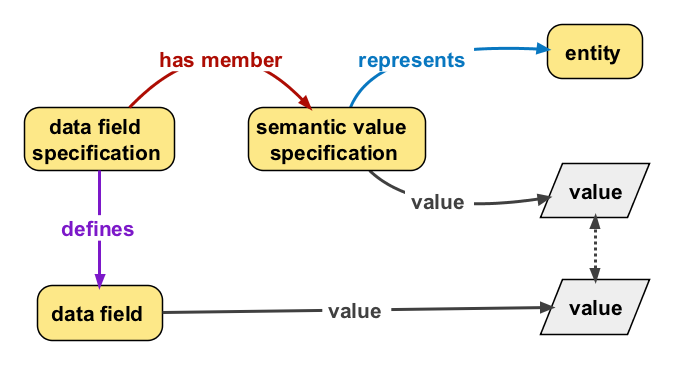 has member
represents
entity
data field
specification
semantic value
specification
value
value
defines
data field
value
value